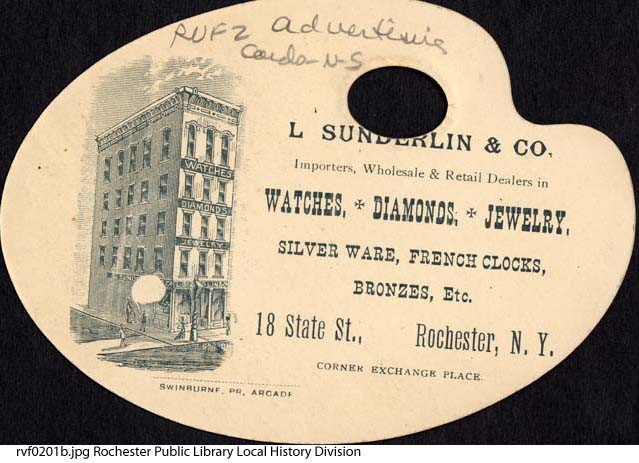 RVFZ Advertising
Cards N-S
L SUNDERLIN & CO.
Importers, Wholesale & Retail Dealers in
WATCHES, ✠ DIAMONDS, ✠ JEWELRY,
SILVER WARE, FRENCH CLOCKS,
BRONZES, Etc.
18 State St., Rochester, N. Y.
CORNER EXCHANGE PLACE.
WATCHES
DIAMONDS
JEWELRY
SWINBURNE, PR, ARCADE
rvf0201b.jpg Rochester Public Library Local History Division